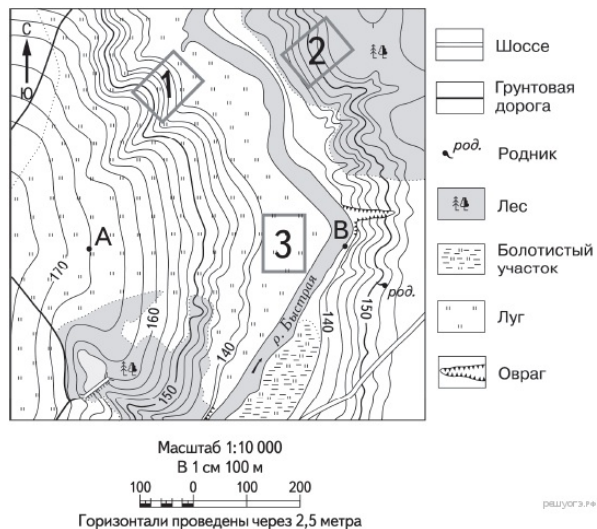 С
Ю
1
2
3
А
В
170
160
150
140
140
150
р. Быстрая
род.
Шоссе
Грунтовая
дорога
род. Родник
Лес
Болотистый
участок
Луг
Овраг
Масштаб 1:10 000
В 1 см 100 м
100 0 100 200
Горизонтали проведены через 2,5 метра
решуогэ.рф